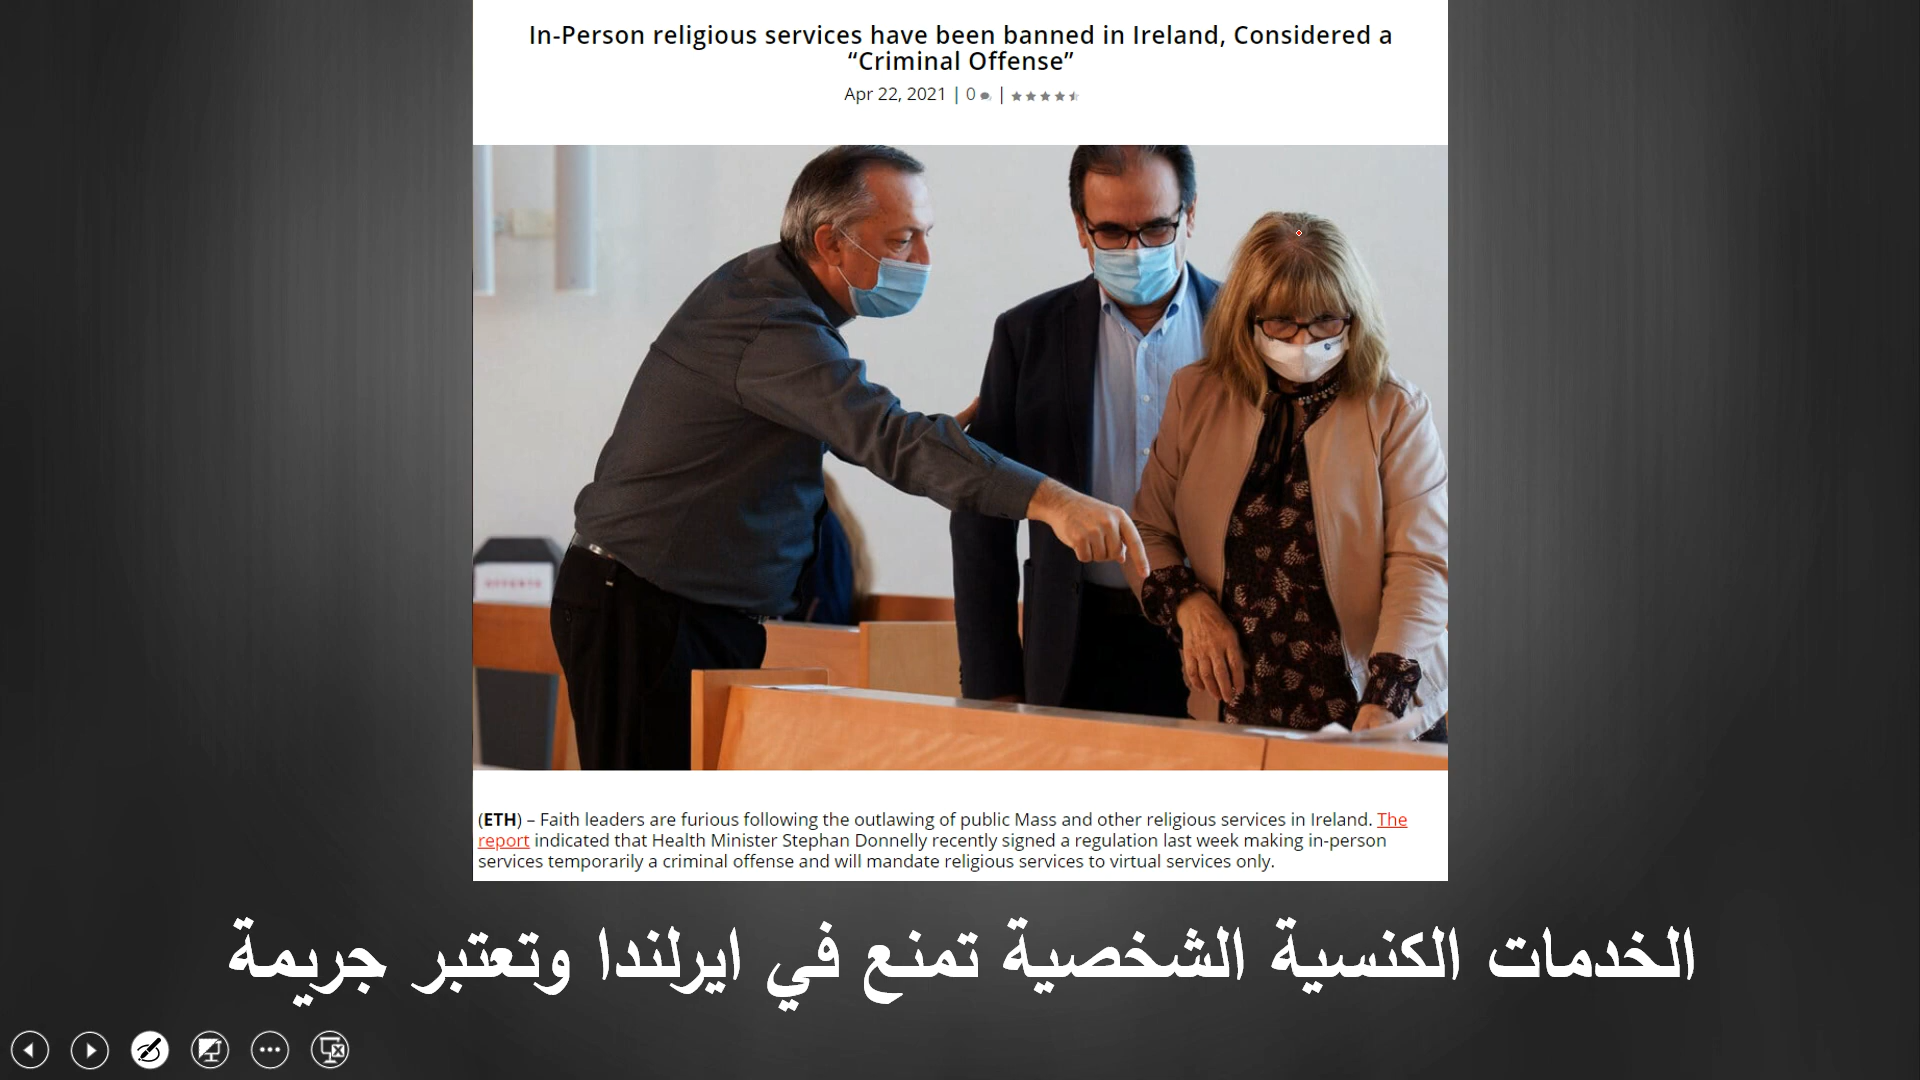 In-Person religious services have been banned in Ireland, Considered a
“Criminal Offense”
Apr 22, 2021 | 0 |
(ETH) – Faith leaders are furious following the outlawing of public Mass and other religious services in Ireland. The
report indicated that Health Minister Stephan Donnelly recently signed a regulation last week making in-person
services temporarily a criminal offense and will mandate religious services to virtual services only.
الخدمات الكنسية الشخصية تمنع في ايرلندا وتعتبر جريمة